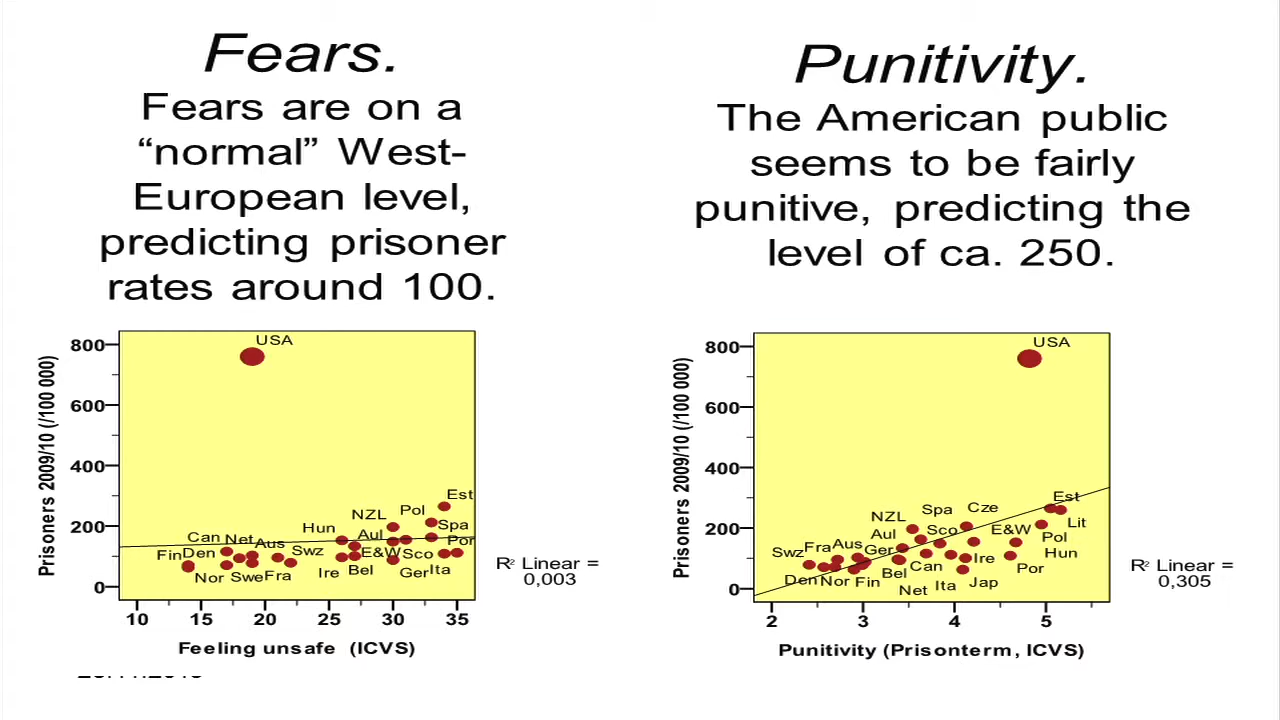 Fears.
Fears are on a
“normal” West-
European level,
predicting prisoner
rates around 100.
Prisoners 2009/10 (/100 000)
800
600
400
200
0
USA
Est
Pol
NZL
Spa
Hun
Aul
Can
Net
Aus
Swz
E&W
Sco
Por
Fin
Den
Nor
Swe
Fra
Ire
Bel
Ger
Ita
10 15 20 25 30 35
Feeling unsafe (ICVS)
R² Linear =
0,003
Punitivity.
The American public
seems to be fairly
punitive, predicting the
level of ca. 250.
Prisoners 2009/10 (/100 000)
800
600
400
200
0
USA
Est
Spa
Cze
NZL
Lit
Sco
E&W
Aul
Pol
Swz
Fra
Aus
Ger
Hun
Ire
Can
Por
Den
Nor
Fin
Bel
Net
Ita
Jap
2 3 4 5
Punitivity (Prisonterm, ICVS)
R² Linear =
0,305